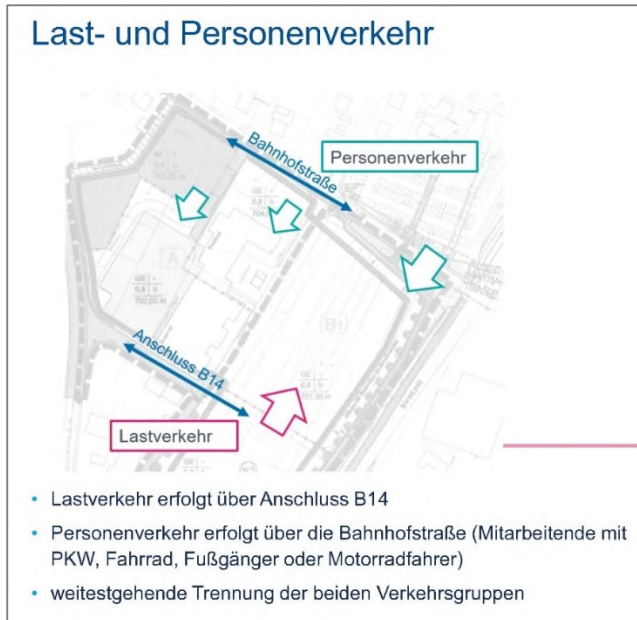 Last- und Personenverkehr
Bahnhofstraße
Personenverkehr
Anschluss B14
Lastverkehr
• Lastverkehr erfolgt über Anschluss B14
• Personenverkehr erfolgt über die Bahnhofstraße (Mitarbeitende mit
PKW, Fahrrad, Fußgänger oder Motorradfahrer)
• weitestgehende Trennung der beiden Verkehrsgruppen